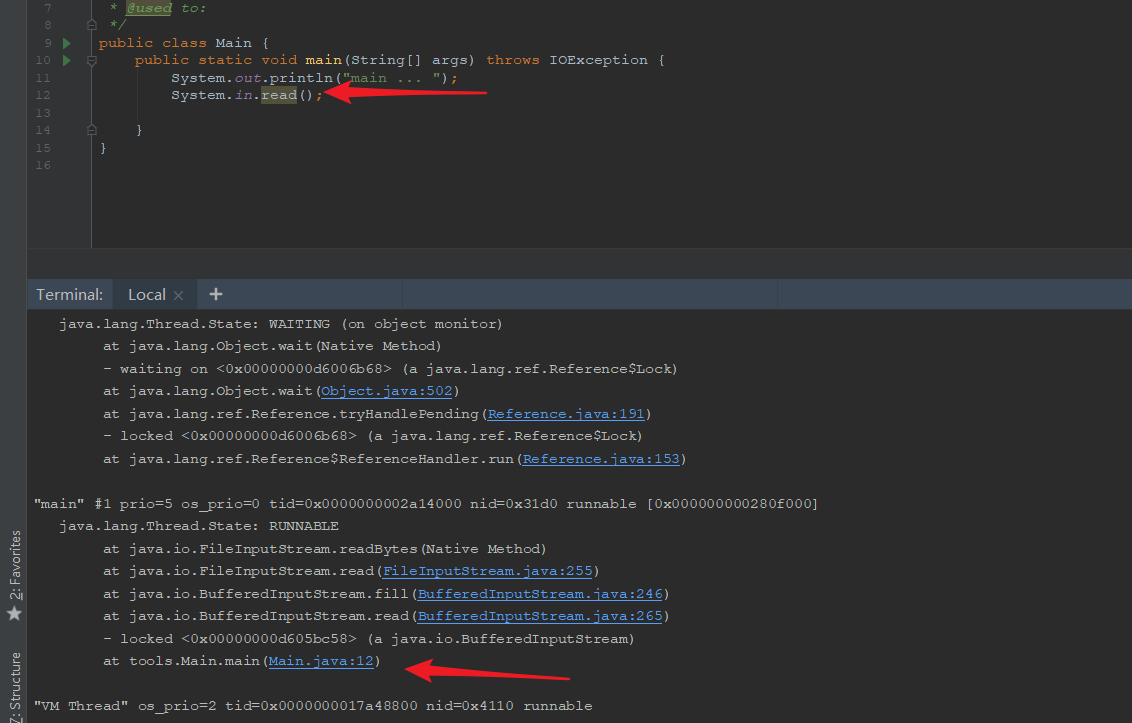 7 * @used to:
8 */
9 public class Main {
10 public static void main(String[] args) throws IOException {
11 System.out.println("main ... ");
12 System.in.read();
13
14 }
15 }
16
Terminal: Local × +
java.lang.Thread.State: WAITING (on object monitor)
at java.lang.Object.wait(Native Method)
- waiting on <0x00000000d6006b68> (a java.lang.ref.Reference$Lock)
at java.lang.Object.wait(Object.java:502)
at java.lang.ref.Reference.tryHandlePending(Reference.java:191)
- locked <0x00000000d6006b68> (a java.lang.ref.Reference$Lock)
at java.lang.ref.Reference$ReferenceHandler.run(Reference.java:153)
"main" #1 prio=5 os_prio=0 tid=0x0000000002a14000 nid=0x31d0 runnable [0x000000000280f000]
java.lang.Thread.State: RUNNABLE
at java.io.FileInputStream.readBytes(Native Method)
at java.io.FileInputStream.read(FileInputStream.java:255)
at java.io.BufferedInputStream.fill(BufferedInputStream.java:246)
at java.io.BufferedInputStream.read(BufferedInputStream.java:265)
- locked <0x00000000d605bc58> (a java.io.BufferedInputStream)
at tools.Main.main(Main.java:12)
"VM Thread" os_prio=2 tid=0x0000000017a48800 nid=0x4110 runnable
2: Favorites
Z: Structure